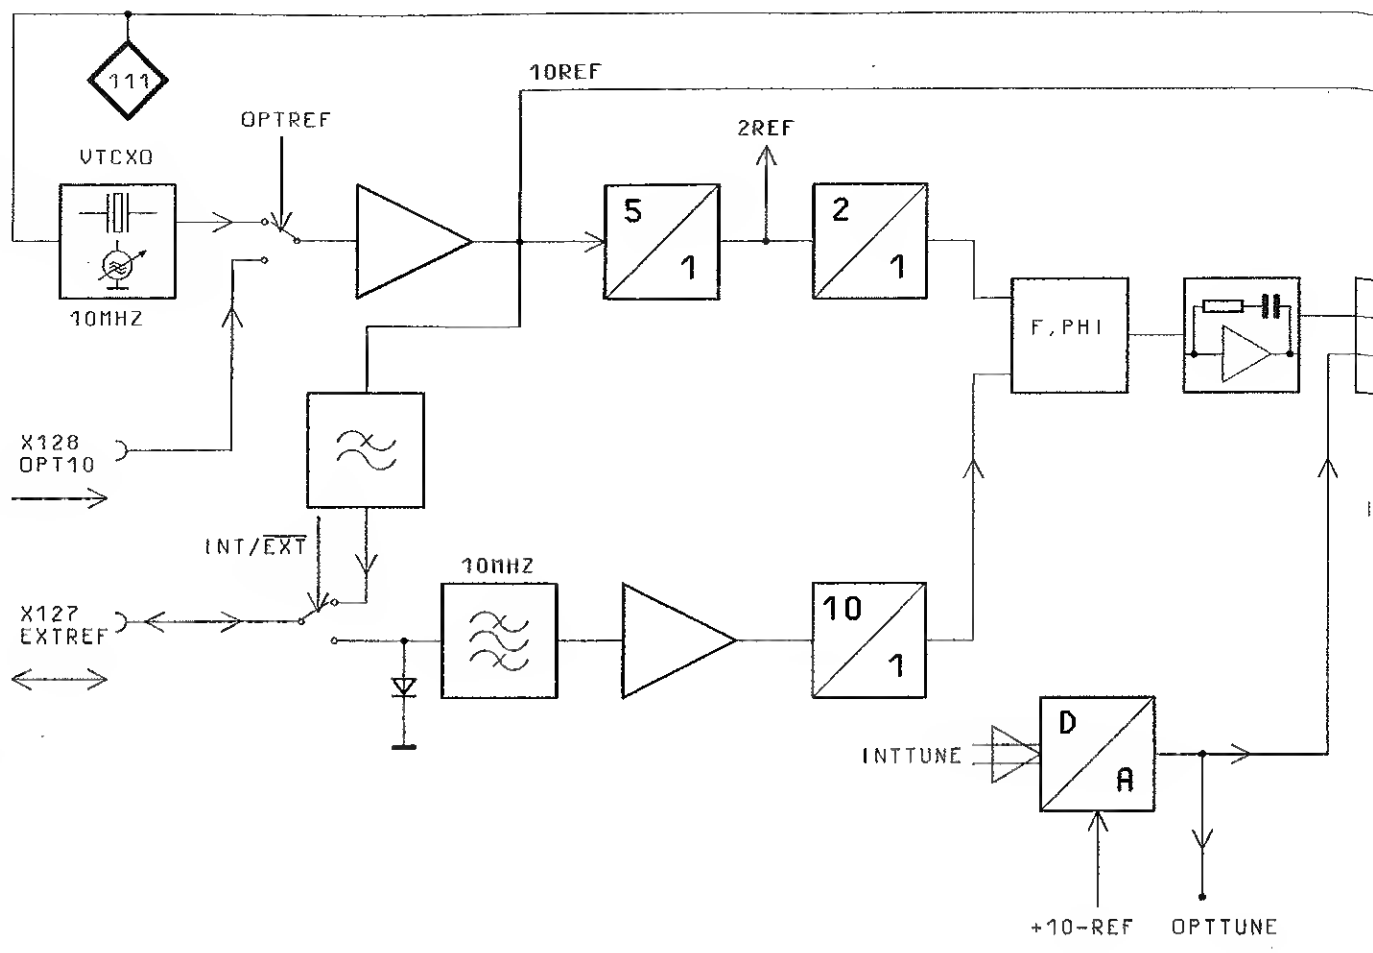 111
10REF
OPTREF
2REF
VTCXO
5
1
2
1
10MHZ
F,PHI
X128
OPT10
INT/EXT
10MHZ
X127
EXTREF
10
1
D
A
INTTUNE
+10-REF
OPTTUNE